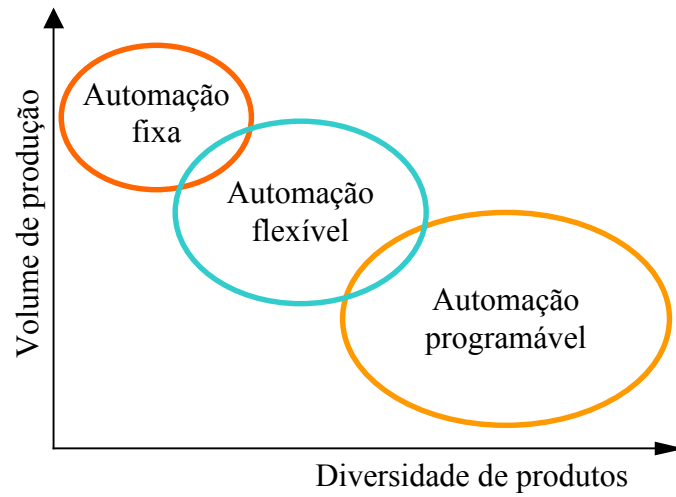 Volume de produção
Automação
fixa
Automação
flexível
Automação
programável
Diversidade de produtos